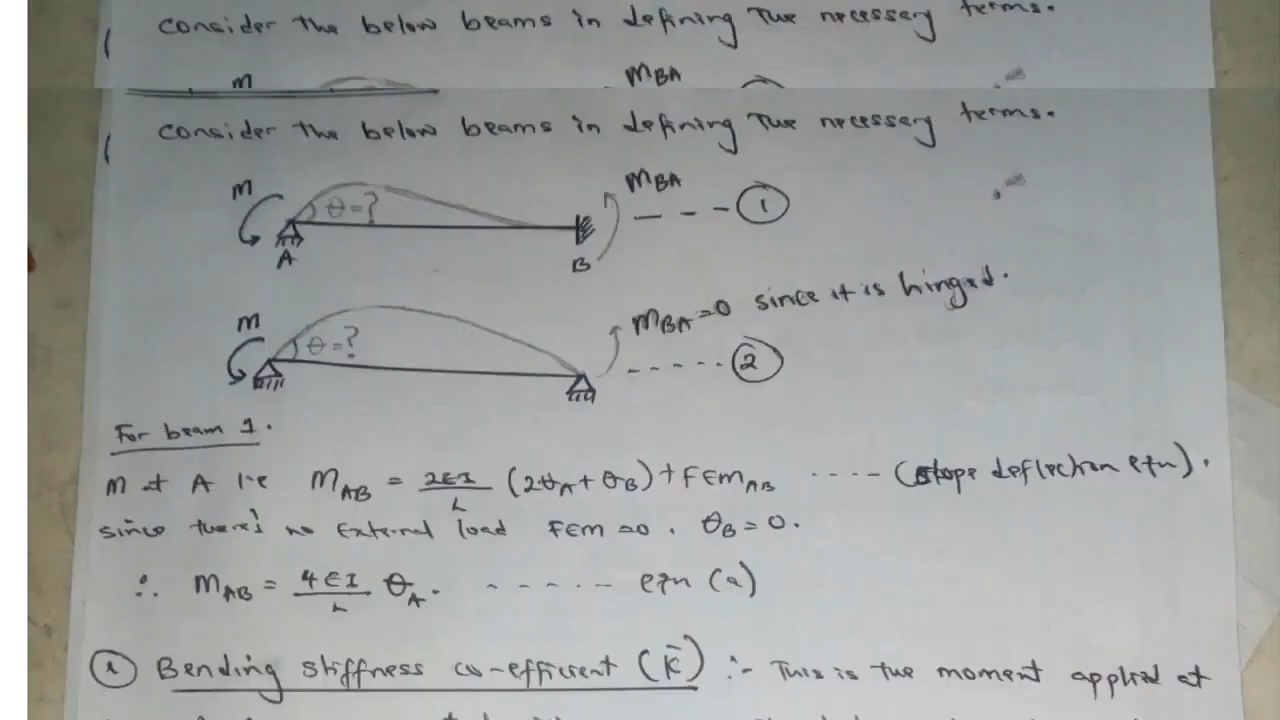 ( consider the below beams in defining the necessary terms.
M MBA
( consider the below beams in defining the necessary terms.
M θ=? MBA
- - - - 1
A B
M θ=? MBA=0 since it is hinged.
- - - - - 2
For beam 1.
M at A i.e MAB = 2EI/L (2θA + θB) + FEMAB ···· (slope deflection eqn).
since there's no External load FEM = 0, θB = 0.
∴ MAB = 4EI/L θA. - - - - - - eqn (a)
① Bending stiffness co-efficient (K̄) :- This is the moment applied at